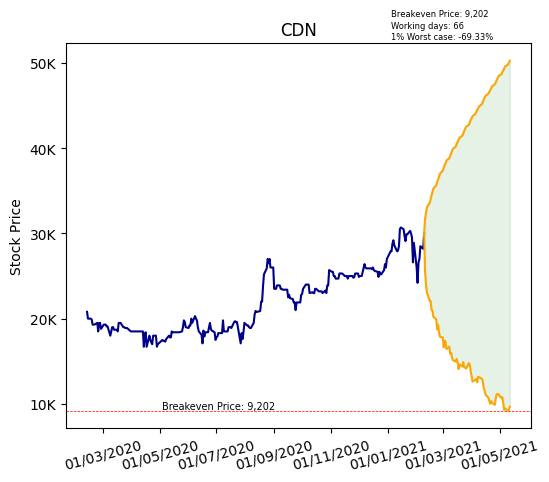 Breakeven Price: 9,202
Working days: 66
1% Worst case: -69.33%
CDN
50K
40K
30K
20K
10K
Stock Price
Breakeven Price: 9,202
01/03/2020
01/05/2020
01/07/2020
01/09/2020
01/11/2020
01/01/2021
01/03/2021
01/05/2021